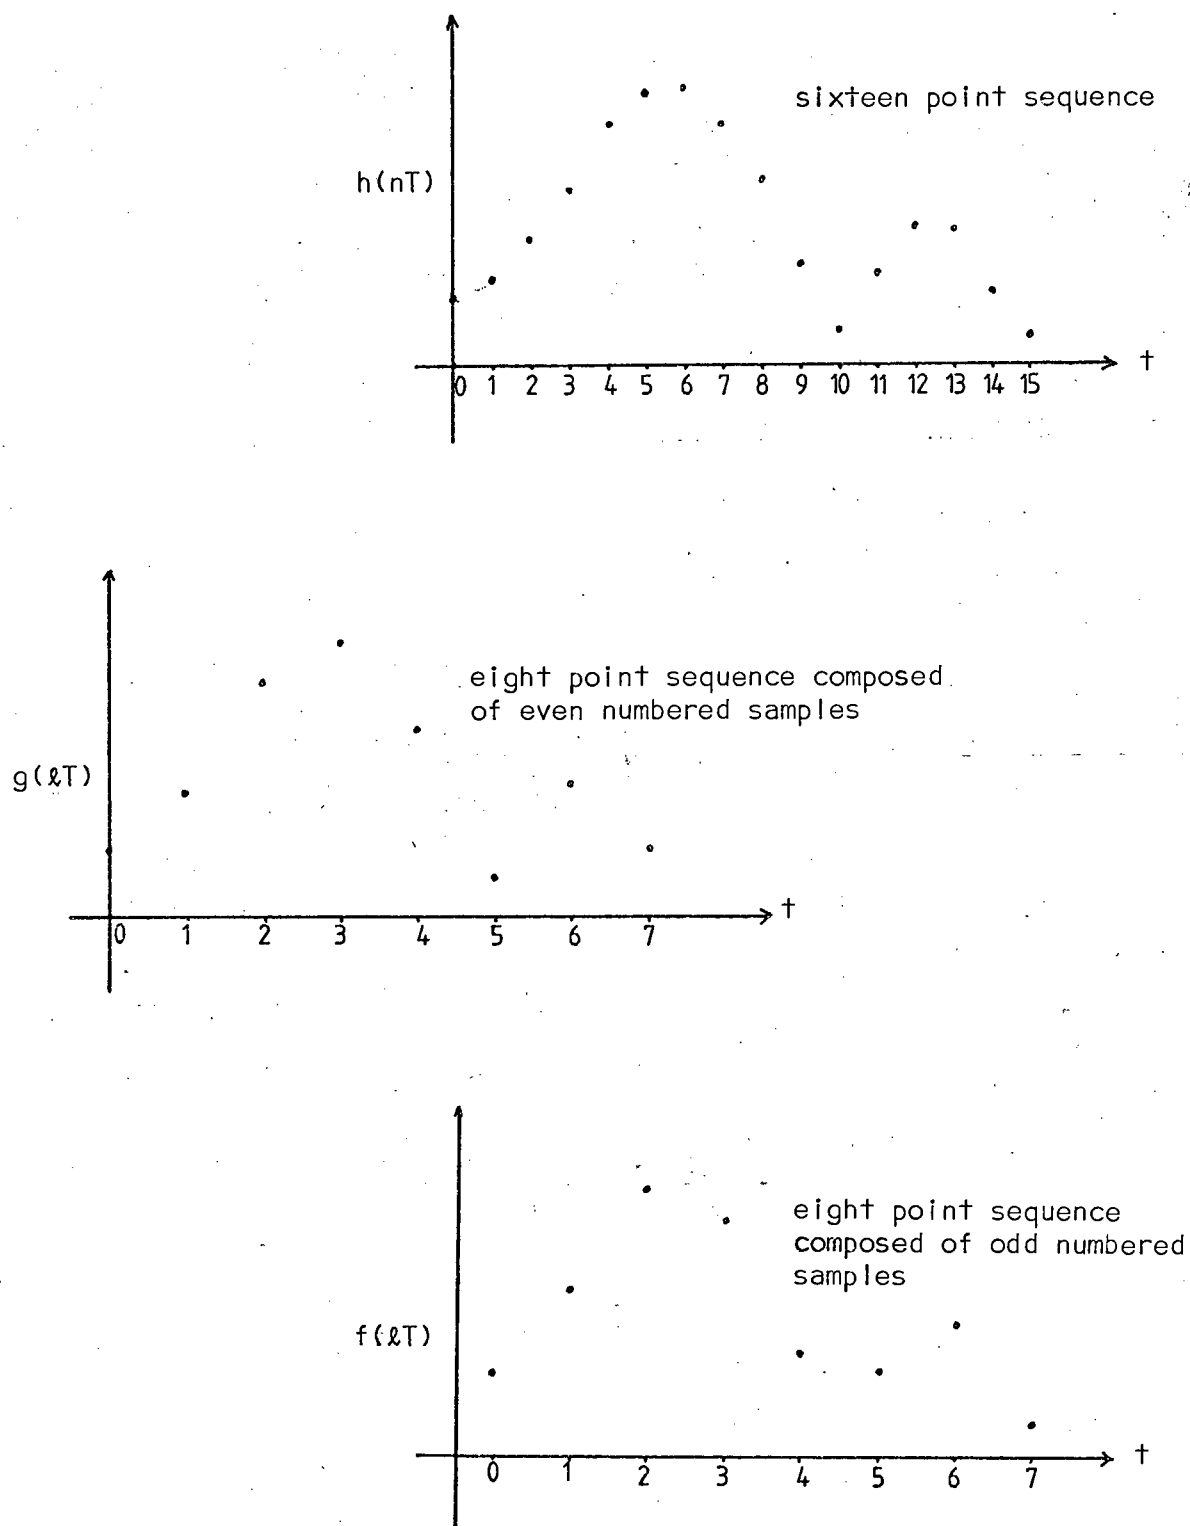 sixteen point sequence
h(nT)
t
0 1 2 3 4 5 6 7 8 9 10 11 12 13 14 15
eight point sequence composed
of even numbered samples
g(ℓT)
t
0 1 2 3 4 5 6 7
eight point sequence
composed of odd numbered
samples
f(ℓT)
t
0 1 2 3 4 5 6 7